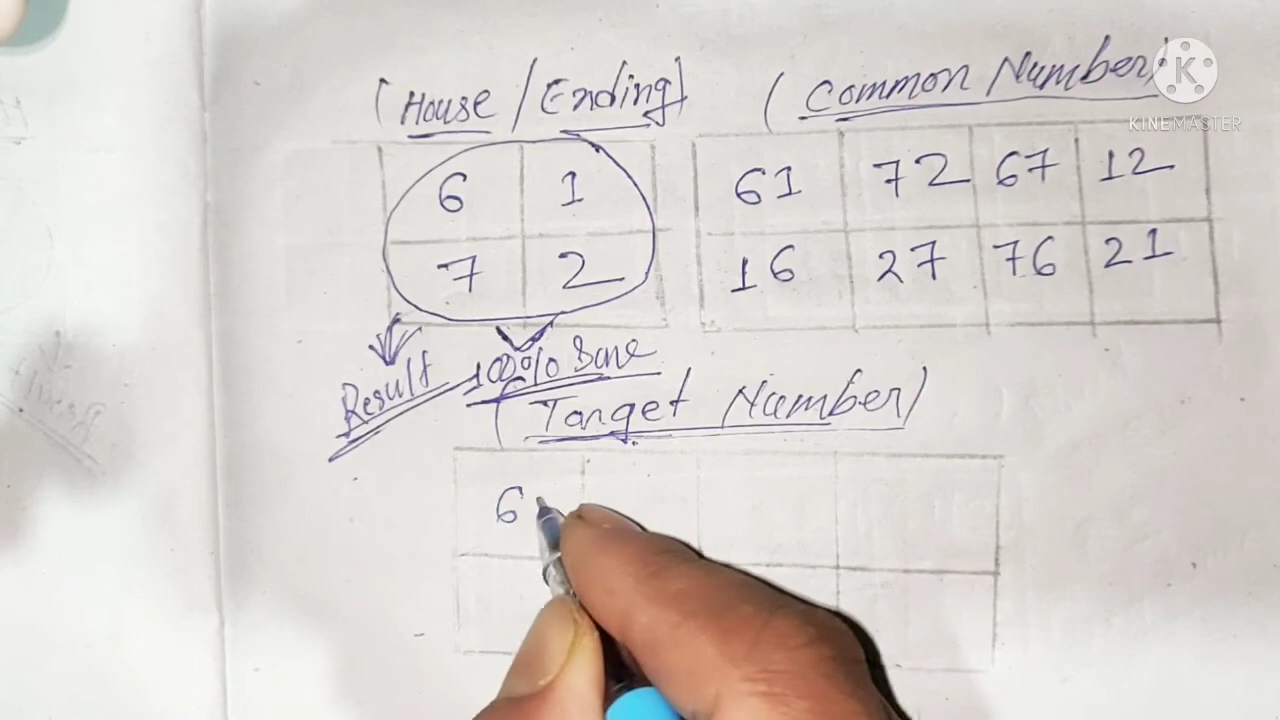 (House / Ending)
6 1
7 2
(Common Number)
61 72 67 12
16 27 76 21
Result 100% Sure
(Target Number)
6
K
KINEMASTER